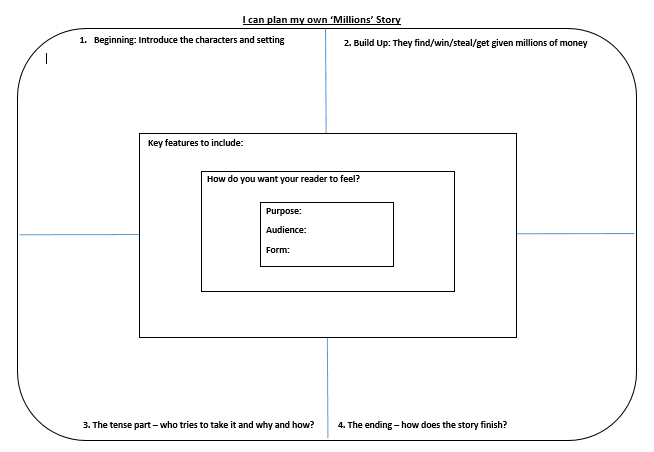 I can plan my own ‘Millions’ Story
1. Beginning: Introduce the characters and setting
2. Build Up: They find/win/steal/get given millions of money
Key features to include:
How do you want your reader to feel?
Purpose:
Audience:
Form:
3. The tense part – who tries to take it and why and how?
4. The ending – how does the story finish?